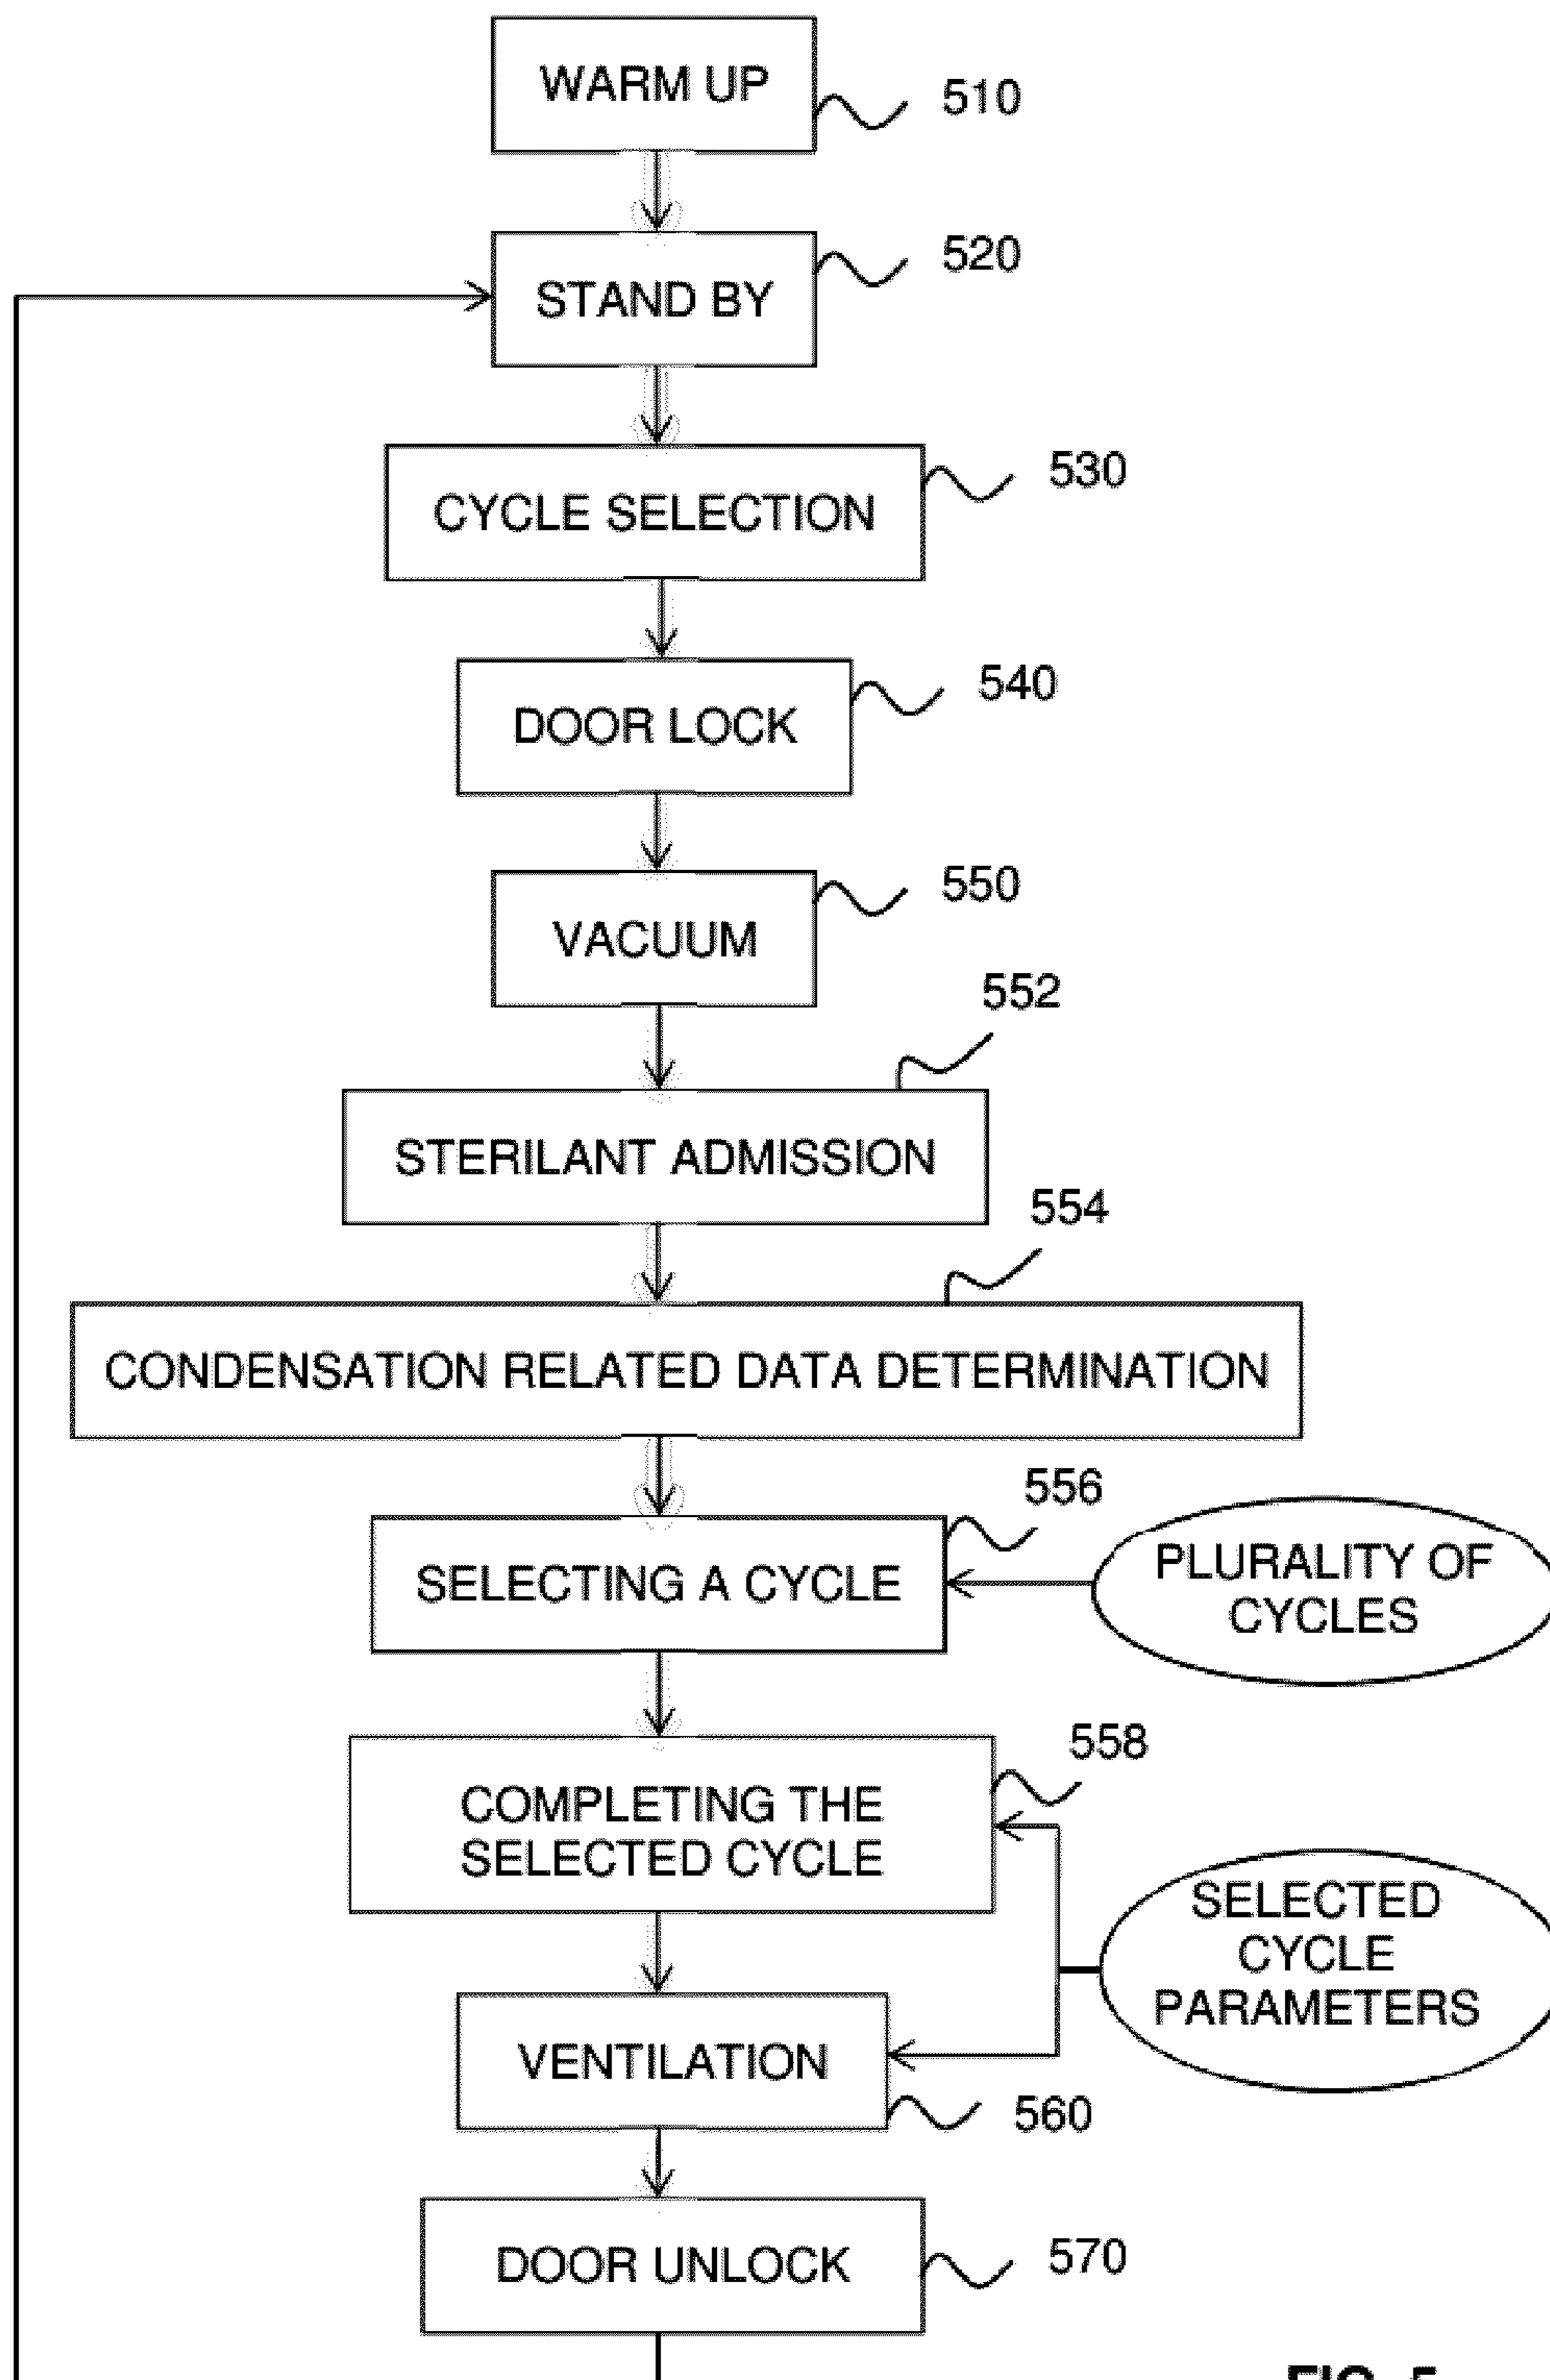 WARM UP
510
STAND BY
520
CYCLE SELECTION
530
DOOR LOCK
540
VACUUM
550
552
STERILANT ADMISSION
554
CONDENSATION RELATED DATA DETERMINATION
556
SELECTING A CYCLE
PLURALITY OF
CYCLES
558
COMPLETING THE
SELECTED CYCLE
SELECTED
CYCLE
PARAMETERS
VENTILATION
560
DOOR UNLOCK
570